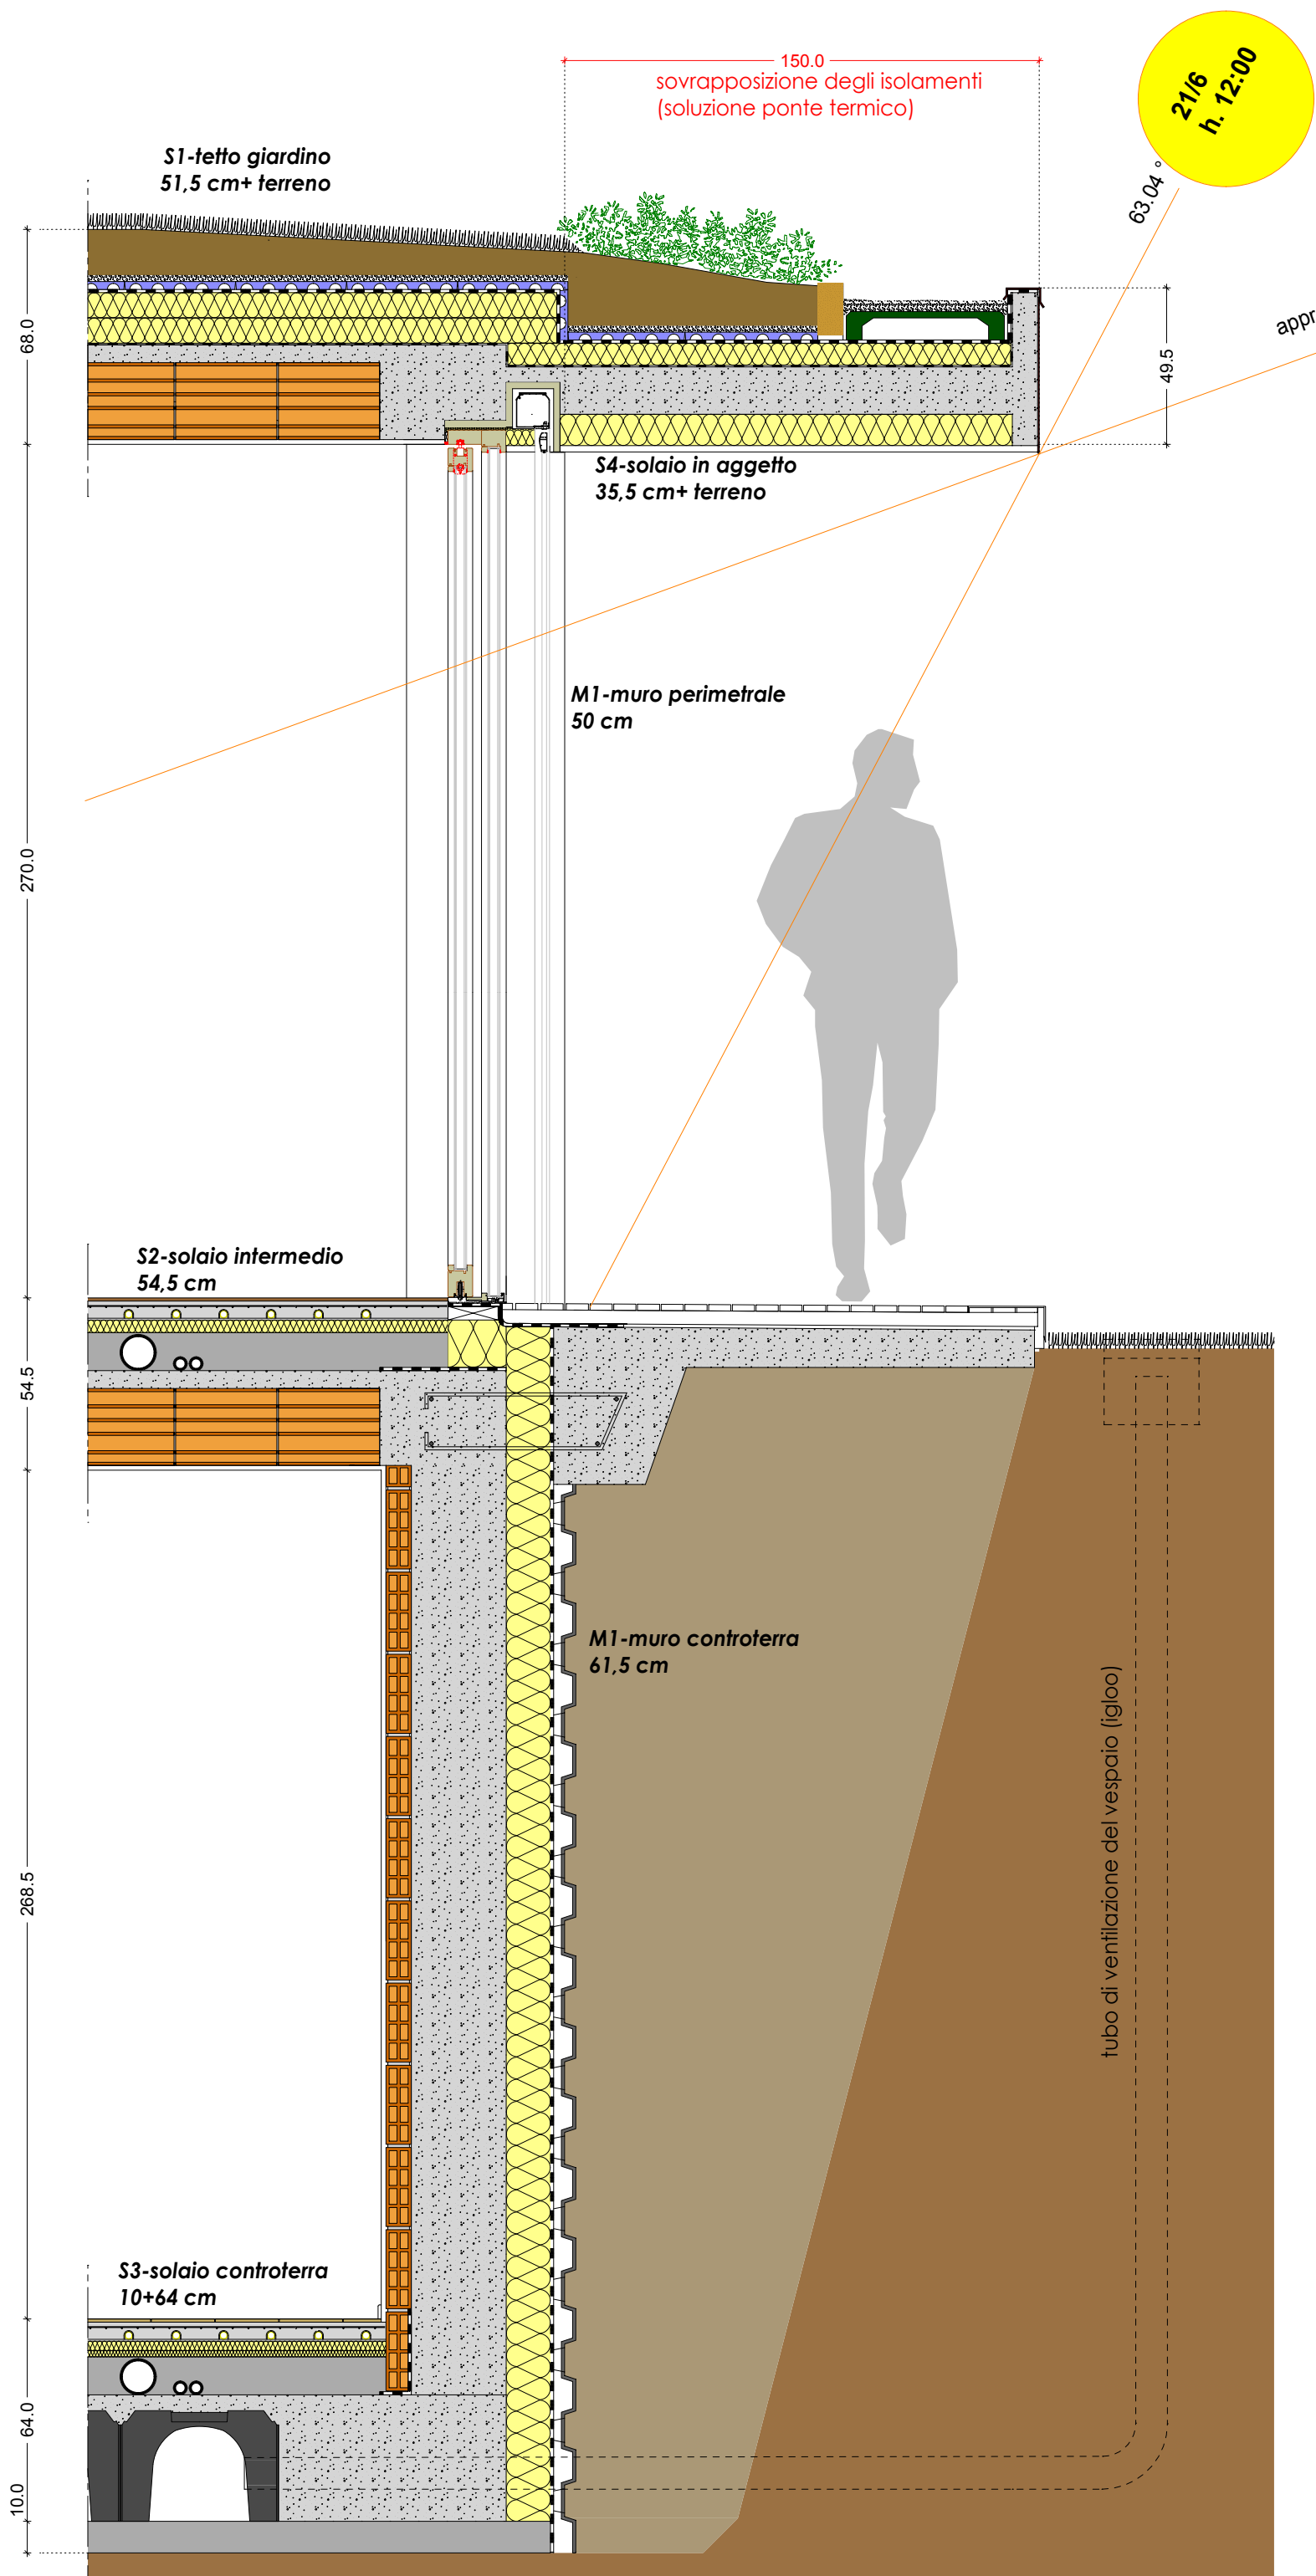 150.0
sovrapposizione degli isolamenti
(soluzione ponte termico)
21/6
h. 12:00
63.04 °
S1-tetto giardino
51,5 cm+ terreno
68.0
appr
49.5
S4-solaio in aggetto
35,5 cm+ terreno
M1-muro perimetrale
50 cm
270.0
S2-solaio intermedio
54,5 cm
54.5
M1-muro controterra
61,5 cm
tubo di ventilazione del vespaio (igloo)
268.5
S3-solaio controterra
10+64 cm
64.0
10.0